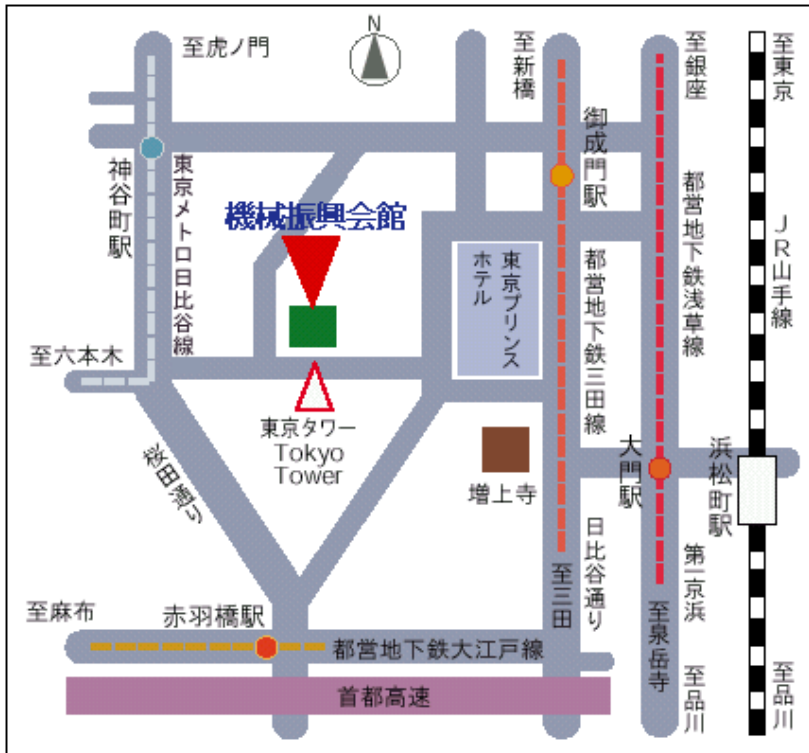 N
至虎ノ門
至新橋
至銀座
至東京
御成門駅
神谷町駅
東京メトロ日比谷線
機械振興会館
東京プリンス
ホテル
都営地下鉄三田線
都営地下鉄浅草線
JR山手線
至六本木
東京タワー
Tokyo
Tower
桜田通り
増上寺
大門駅
浜松町駅
日比谷通り
第一京浜
至三田
至泉岳寺
至麻布
赤羽橋駅
都営地下鉄大江戸線
首都高速
至品川
至品川